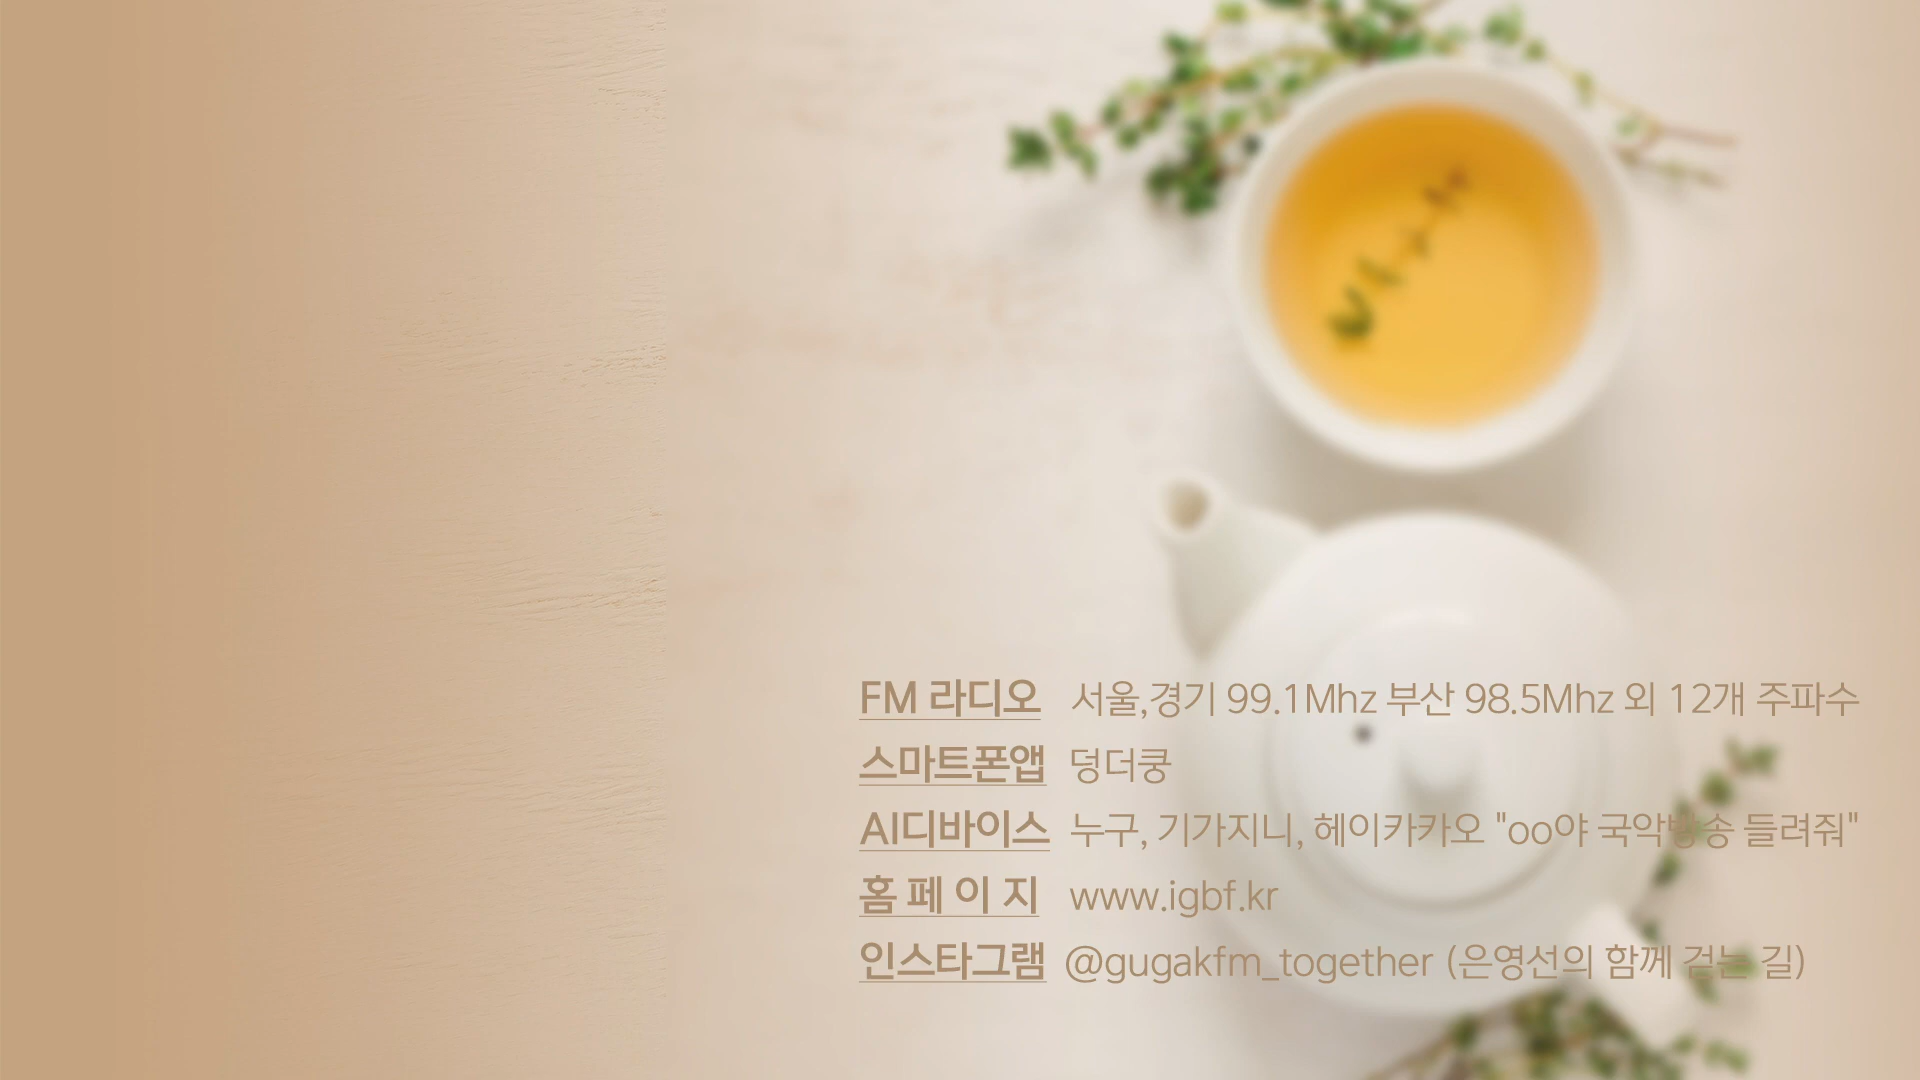 FM 라디오 서울,경기 99.1Mhz 부산 98.5Mhz 외 12개 주파수
스마트폰앱 덩더쿵
AI디바이스 누구, 기가지니, 헤이카카오 "oo야 국악방송 들려줘"
홈 페 이 지 www.igbf.kr
인스타그램 @gugakfm_together (은영선의 함께 걷는 길)